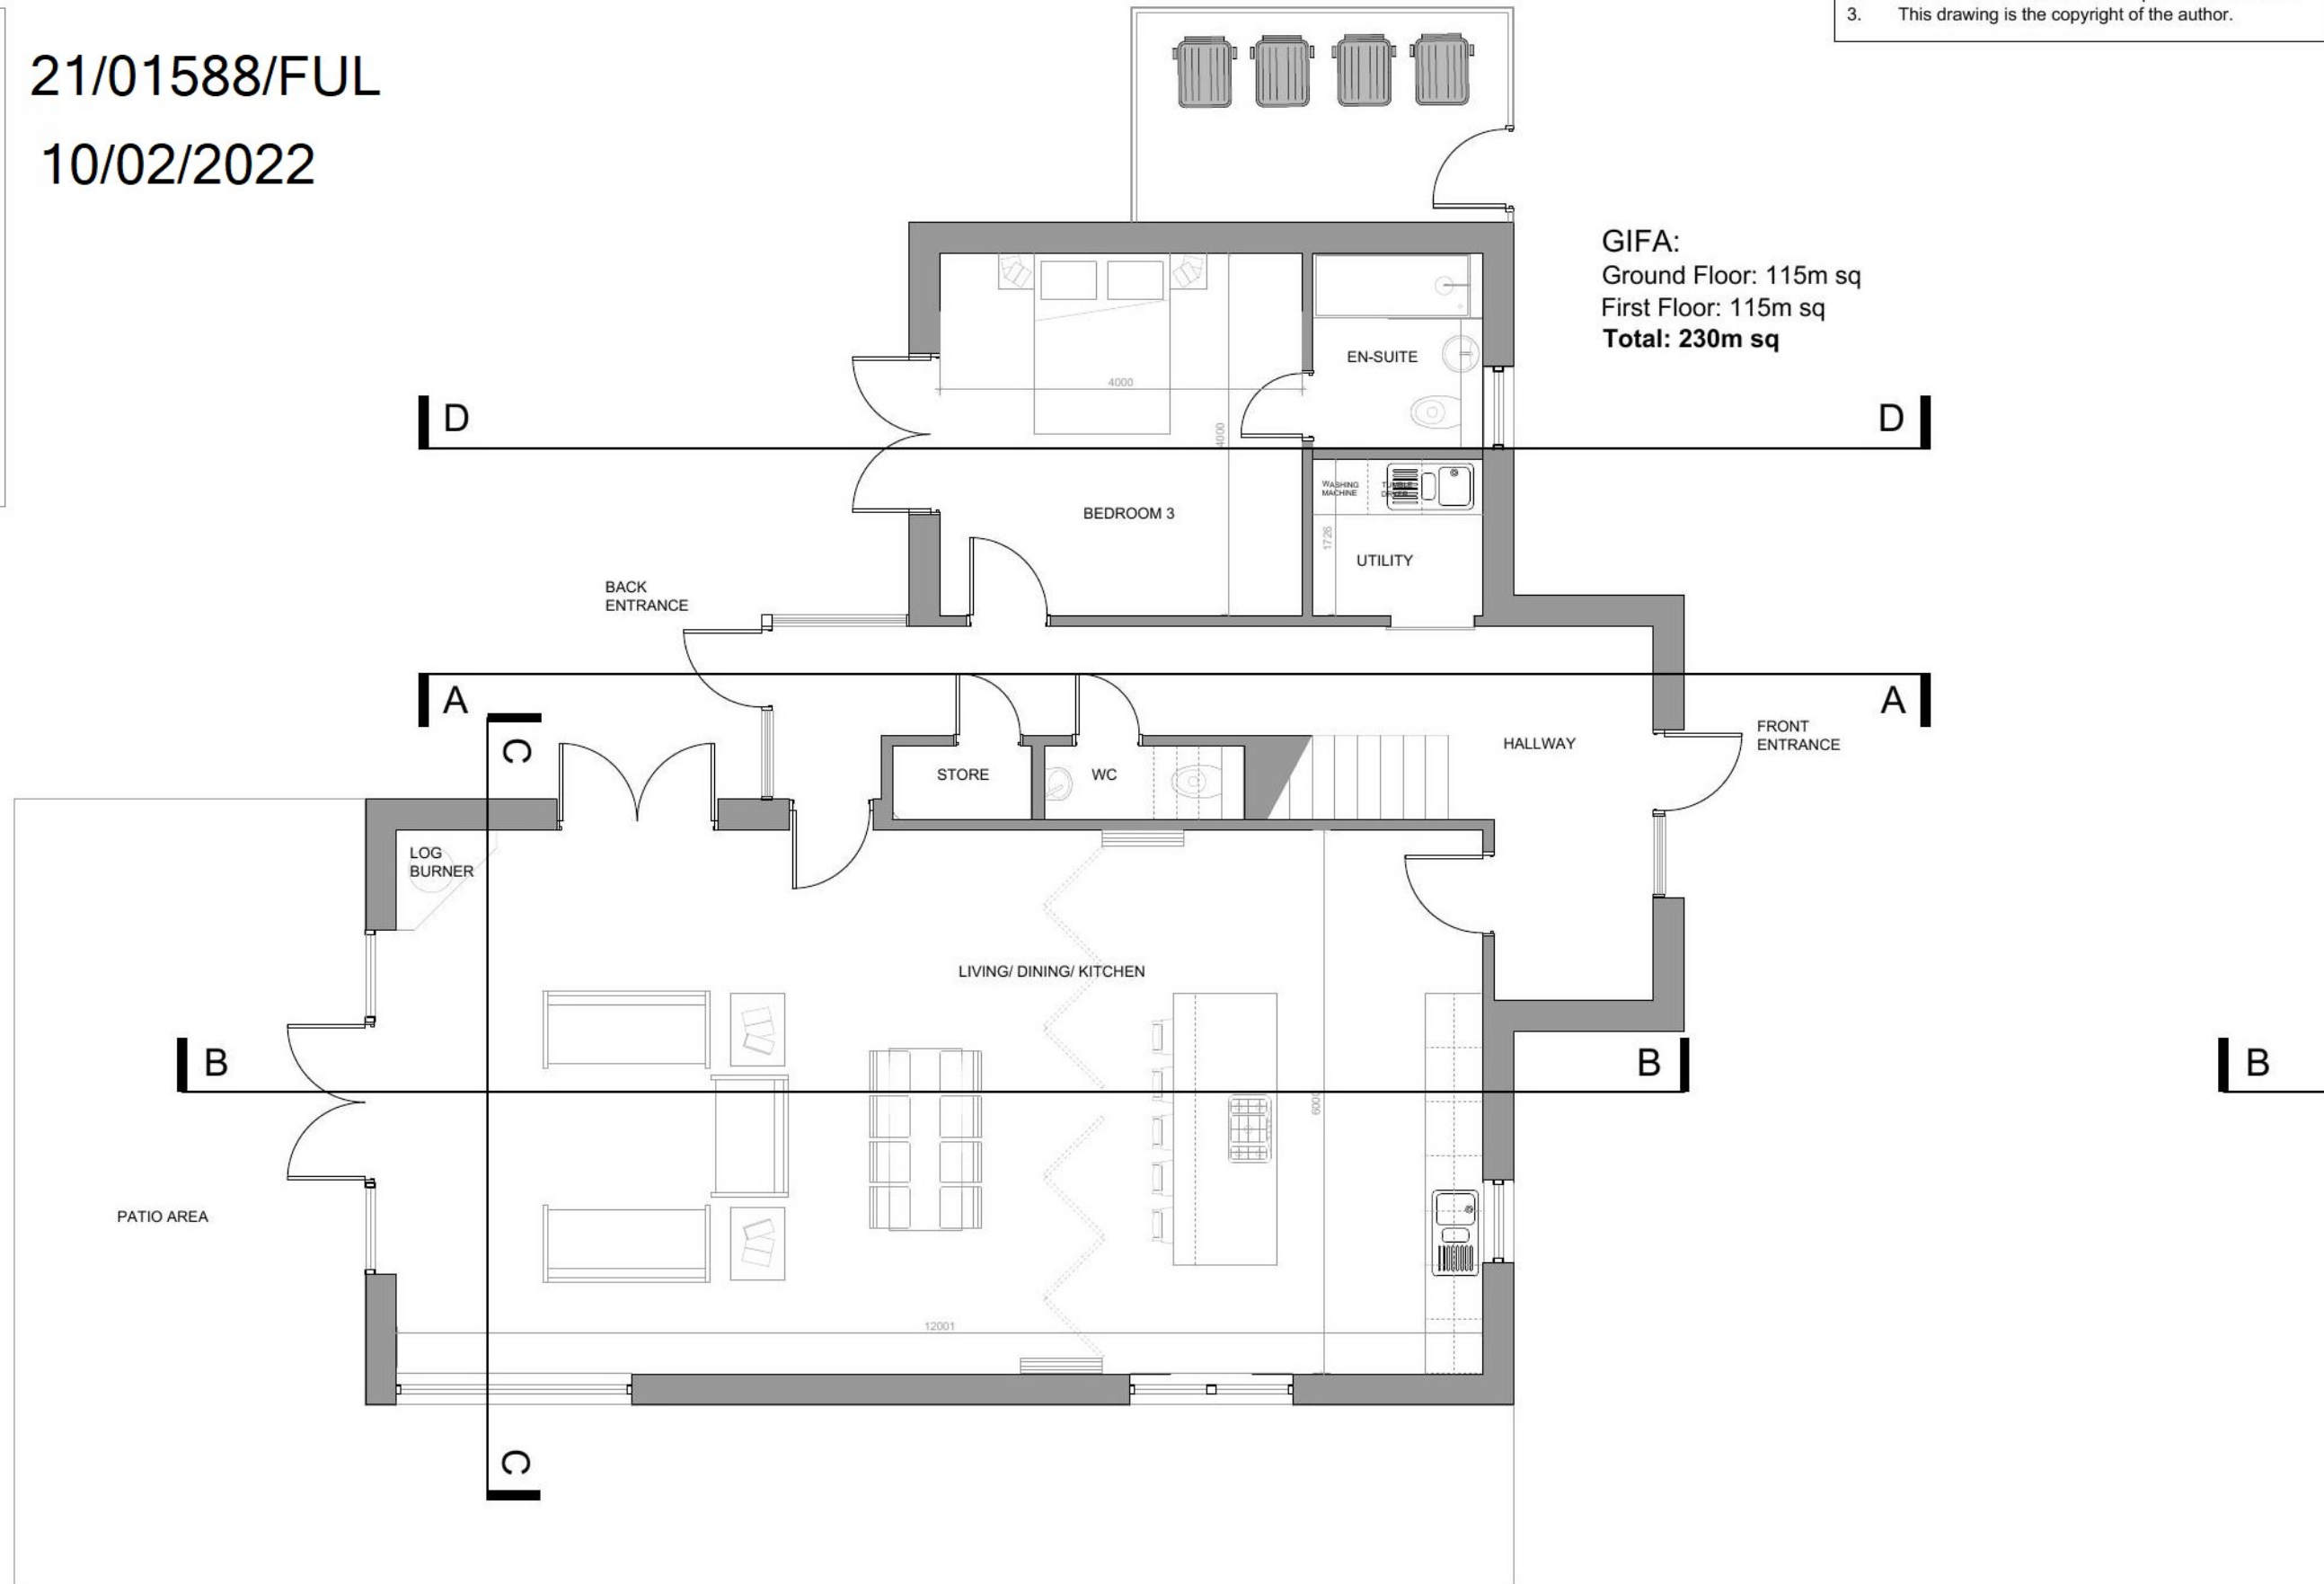 3. This drawing is the copyright of the author.
21/01588/FUL
10/02/2022
GIFA:
Ground Floor: 115m sq
First Floor: 115m sq
Total: 230m sq
EN-SUITE
4000
D
D
4000
WASHING
MACHINE
TUMBLE
DRYER
BEDROOM 3
1726
UTILITY
BACK
ENTRANCE
A
A
FRONT
ENTRANCE
C
HALLWAY
STORE
WC
LOG
BURNER
LIVING/ DINING/ KITCHEN
B
B
B
6000
PATIO AREA
12001
C